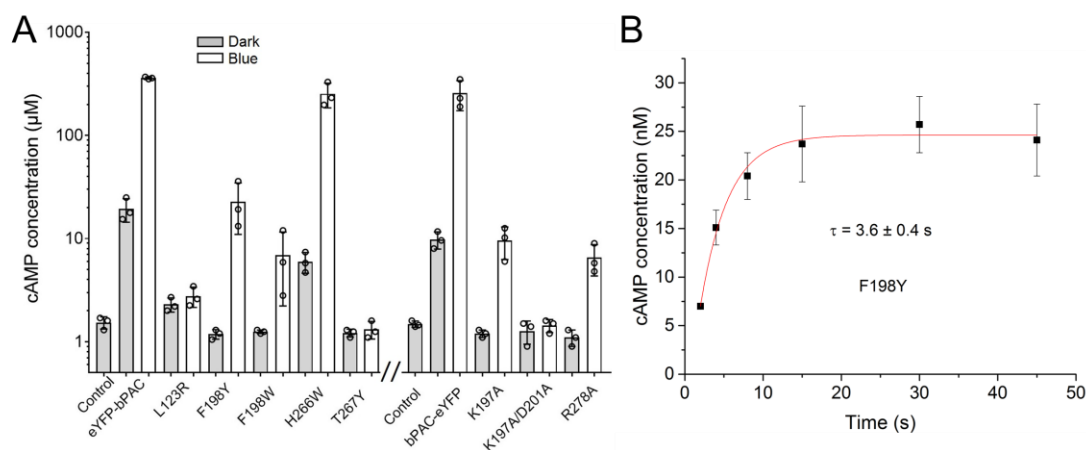 A
cAMP concentration (µM)
1000
100
10
1
Dark
Blue
Control
eYFP-bPAC
L123R
F198Y
F198W
H266W
T267Y
Control
bPAC-eYFP
K197A
K197A/D201A
R278A
B
cAMP concentration (nM)
30
25
20
15
10
5
0
τ = 3.6 ± 0.4 s
F198Y
0 10 20 30 40 50
Time (s)